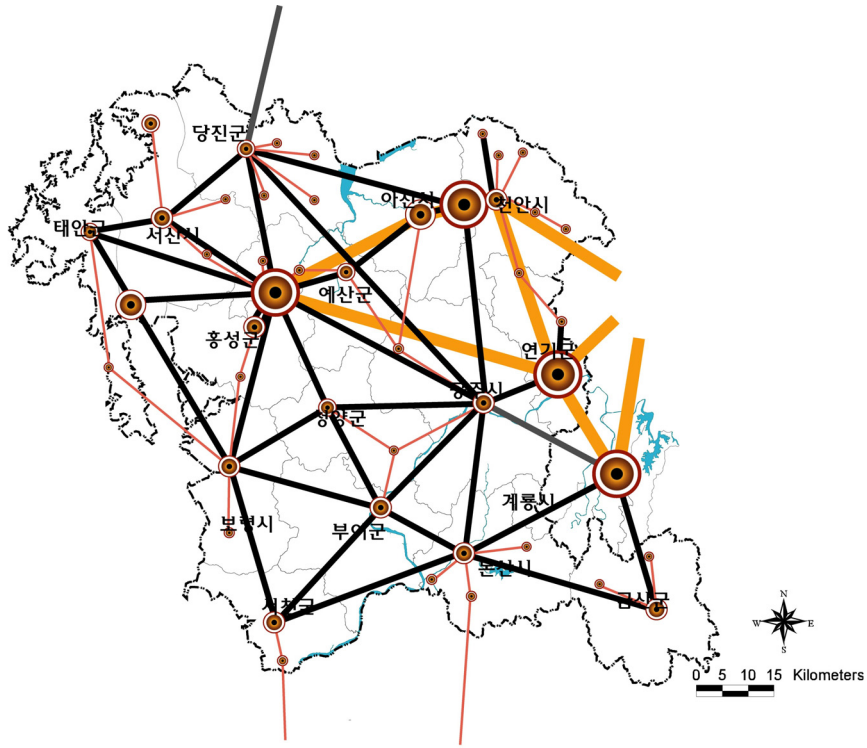 당진군
아산시
천안시
태안군
서산시
예산군
홍성군
연기군
공주시
청양군
계룡시
보령시
부여군
논산시
서천군
금산군
N
W E
S
0 5 10 15 Kilometers